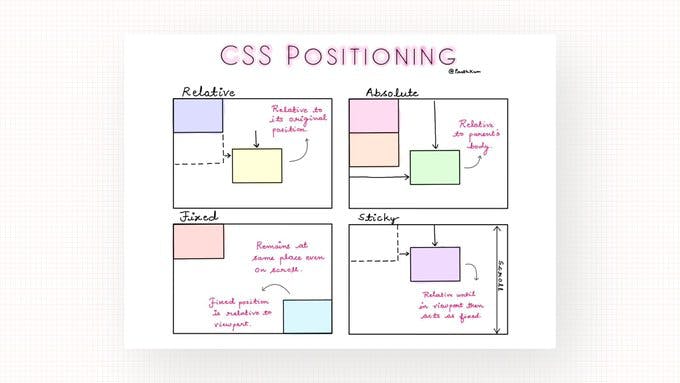 CSS POSITIONING
Relative
Relative to
its original
position
Absolute
Relative
to parent's
body.
Fixed
Remains at
same place even
on scroll.
Fixed position
is relative to
viewport.
Sticky
Scroll
Relative until
in viewport then
acts as fixed